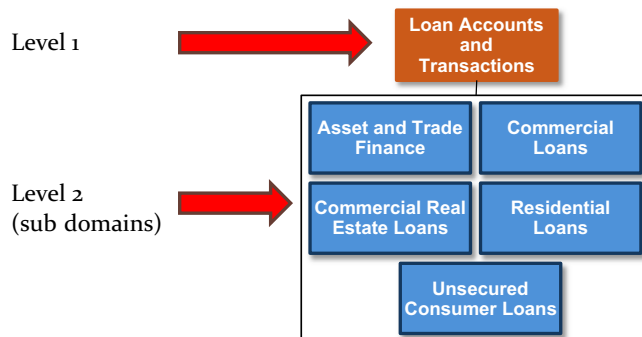 Level 1
Loan Accounts
and
Transactions
Asset and Trade
Finance
Commercial
Loans
Level 2
(sub domains)
Commercial Real
Estate Loans
Residential
Loans
Unsecured
Consumer Loans